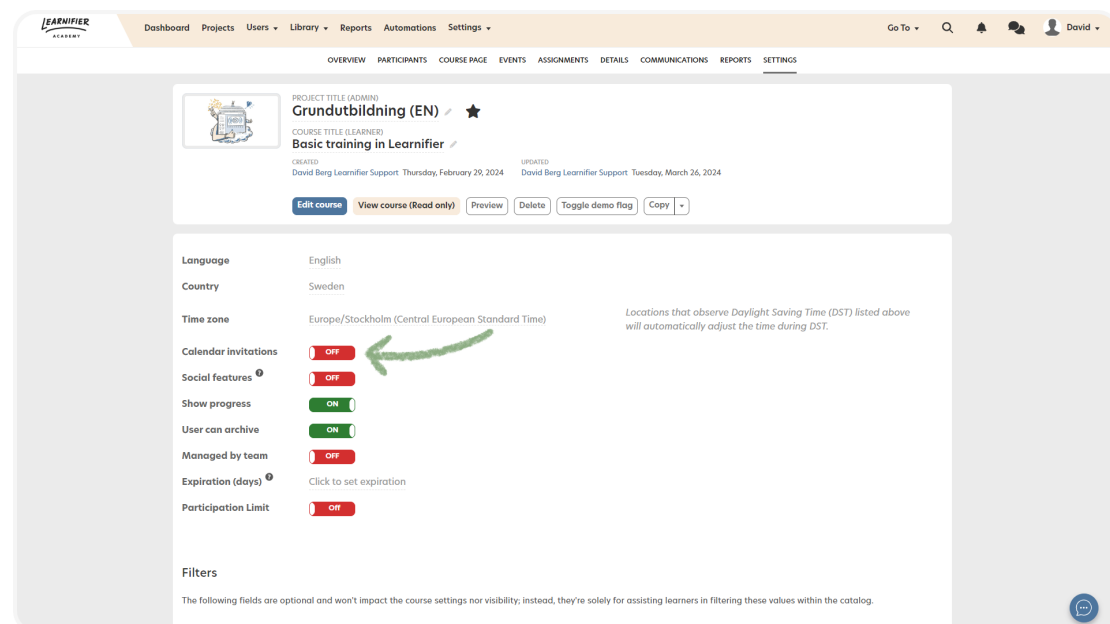 LEARNIFIER
ACADEMY
Dashboard Projects Users Library Reports Automations Settings Go To David
OVERVIEW PARTICIPANTS COURSE PAGE EVENTS ASSIGNMENTS DETAILS COMMUNICATIONS REPORTS SETTINGS
PROJECT TITLE (ADMIN)
Grundutbildning (EN)
COURSE TITLE (LEARNER)
Basic training in Learnifier
CREATED UPDATED
David Berg Learnifier Support Thursday, February 29, 2024 David Berg Learnifier Support Tuesday, March 26, 2024
Edit course View course (Read only) Preview Delete Toggle demo flag Copy
Language English
Country Sweden
Time zone Europe/Stockholm (Central European Standard Time) Locations that observe Daylight Saving Time (DST) listed above
will automatically adjust the time during DST.
Calendar invitations OFF
Social features ? OFF
Show progress ON
User can archive ON
Managed by team OFF
Expiration (days) ? Click to set expiration
Participation Limit Off
Filters
The following fields are optional and won't impact the course settings nor visibility; instead, they're solely for assisting learners in filtering these values within the catalog.